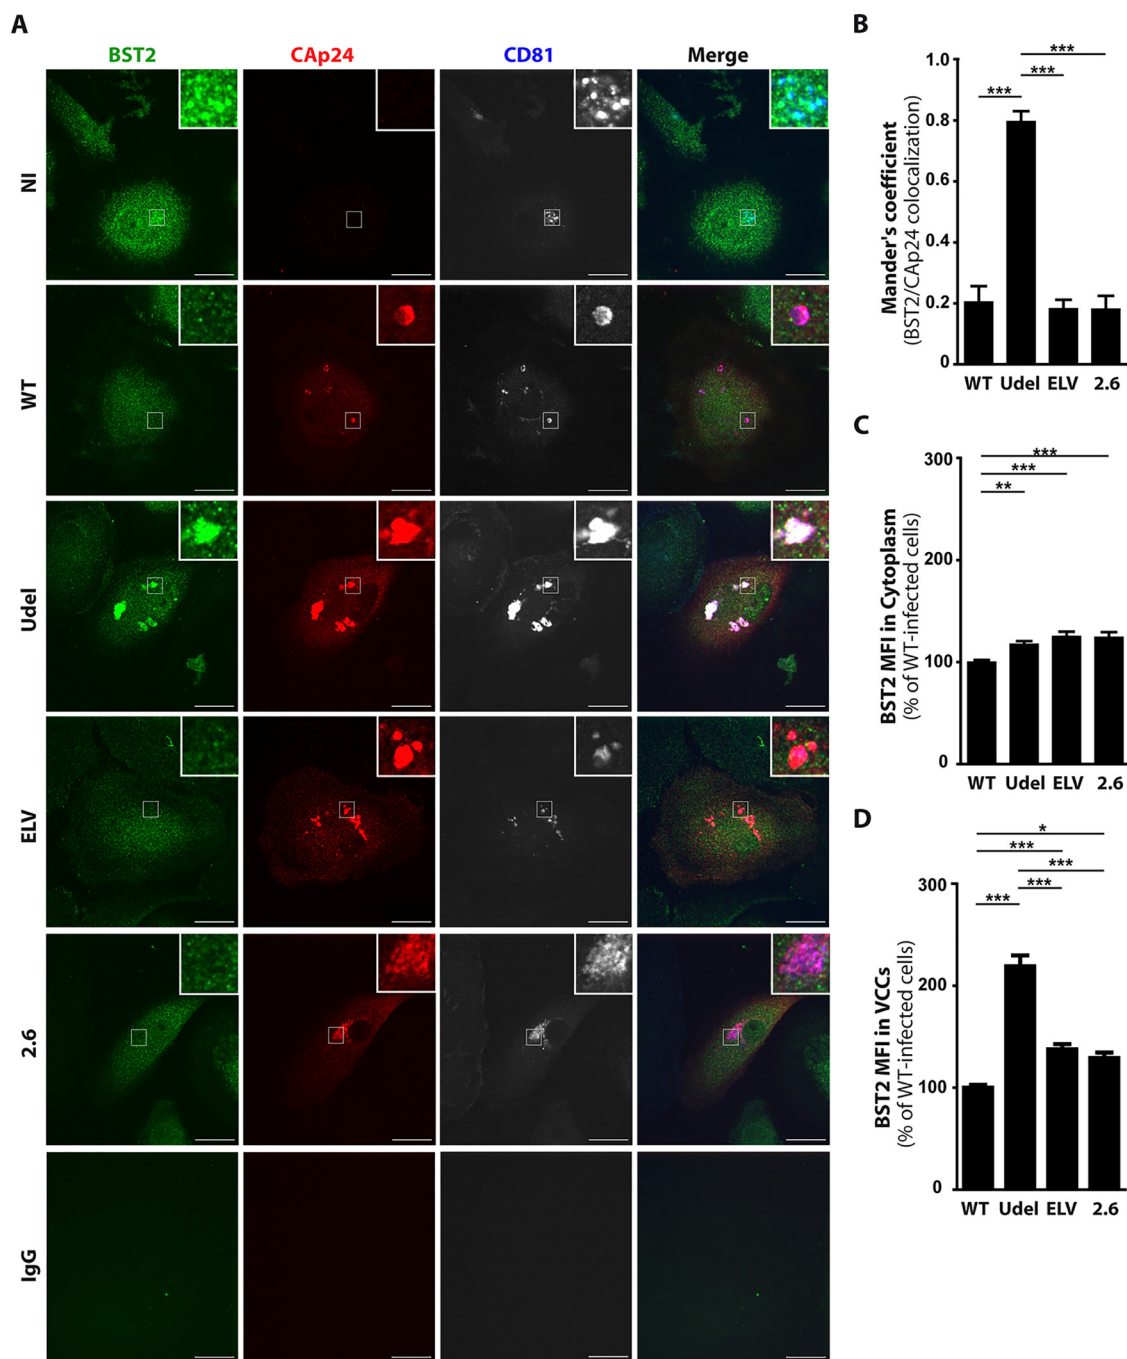 A
BST2 CAp24 CD81 Merge
NI
WT
Udel
ELV
2.6
IgG
B
Mander's coefficient
(BST2/CAp24 colocalization)
***
***
***
1.0
0.8
0.6
0.4
0.2
0
WT Udel ELV 2.6
C
BST2 MFI in Cytoplasm
(% of WT-infected cells)
***
***
**
300
200
100
0
WT Udel ELV 2.6
D
BST2 MFI in VCCs
(% of WT-infected cells)
*
***
***
***
***
300
200
100
0
WT Udel ELV 2.6